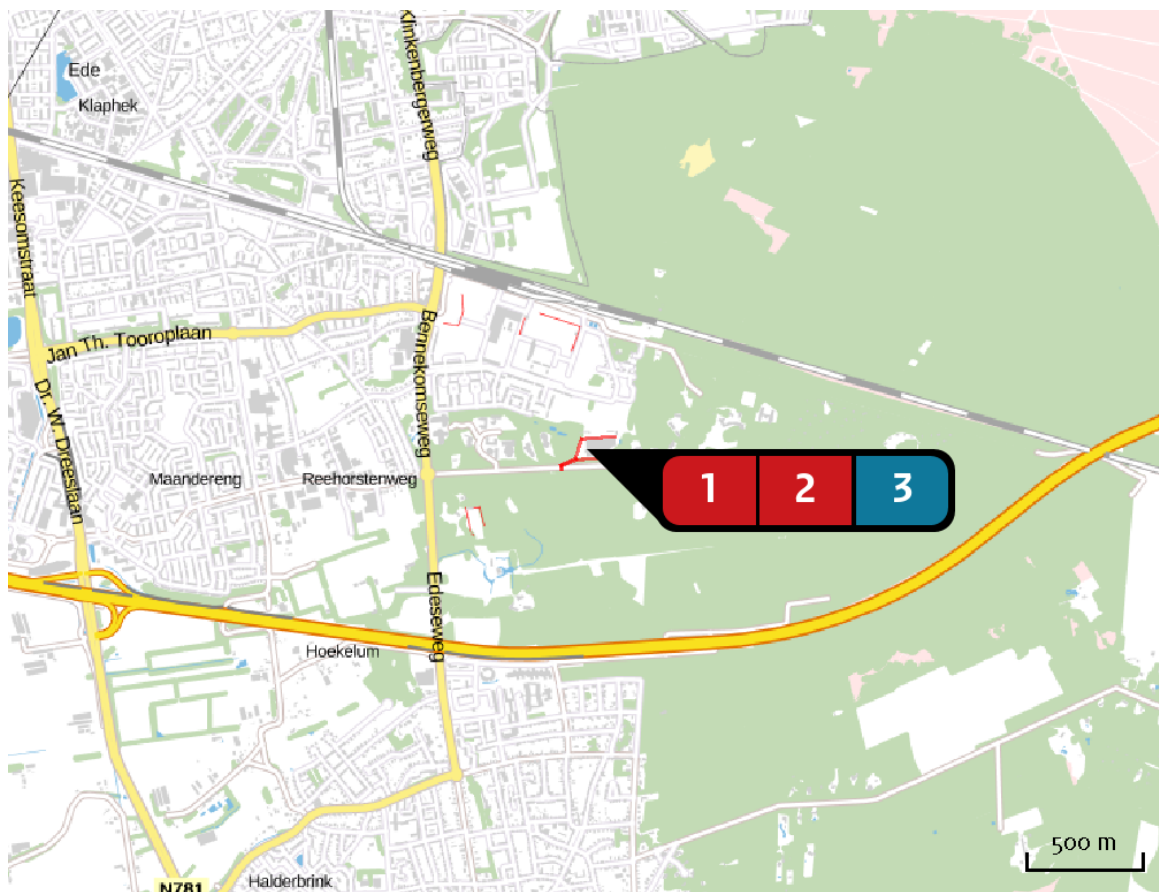 Klinkenbergerweg
Ede
Klaphek
Keesomstraat
Jan Th. Tooroplaan
Bennekomseweg
Dr. W. Dreeslaan
Maandereng
Reehorstenweg
1 2 3
Edeseweg
Hoekelum
500 m
N781
Halderbrink